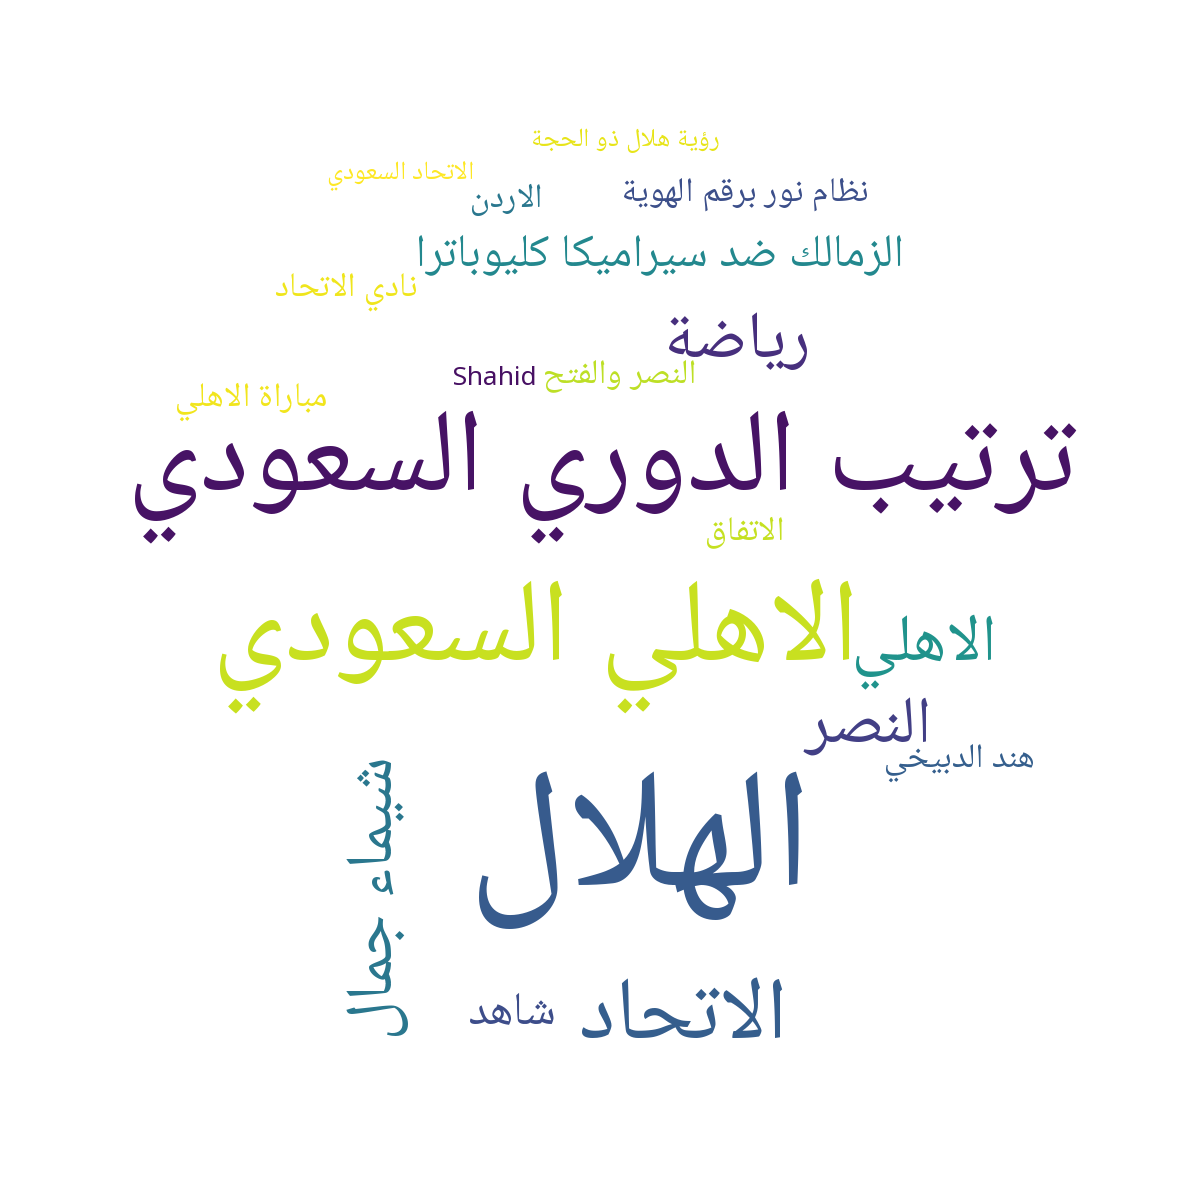 رؤية هلال ذو الحجة
الاتحاد السعودي
نظام نور برقم الهوية
الاردن
الزمالك ضد سيراميكا كليوباترا
نادي الاتحاد
رياضة
النصر والفتح
Shahid
مباراة الاهلي
ترتيب الدوري السعودي
الاتفاق
الاهلي السعودي
الاهلي
النصر
هند الدبيخي
شيماء جمال
الهلال
الاتحاد
شاهد